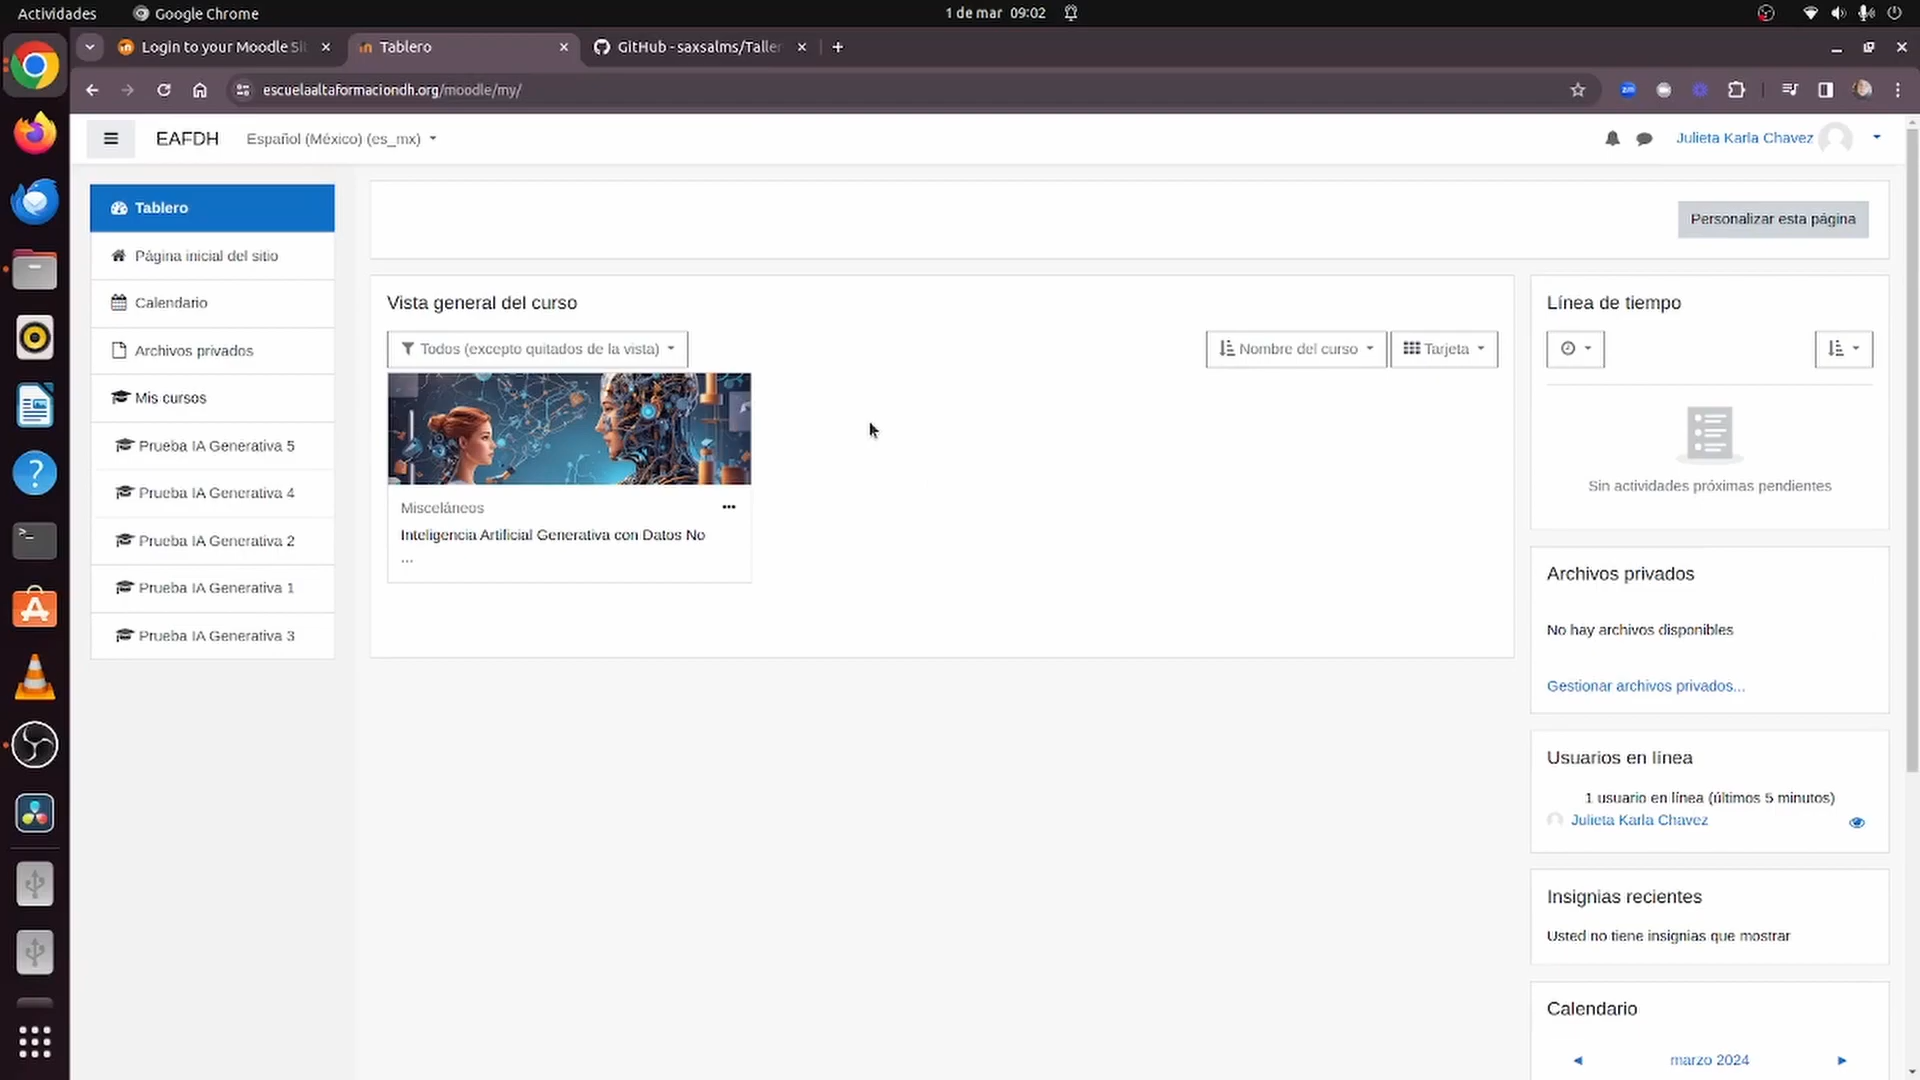 Actividades
Google Chrome
1 de mar 09:02
Login to your Moodle Si
Tablero
GitHub - saxsalms/Taller
escuelaaltaformaciondh.org/moodle/my/
EAFDH
Español (México) (es_mx)
Julieta Karla Chavez
Tablero
Página inicial del sitio
Calendario
Archivos privados
Mis cursos
Prueba IA Generativa 5
Prueba IA Generativa 4
Prueba IA Generativa 2
Prueba IA Generativa 1
Prueba IA Generativa 3
Personalizar esta página
Vista general del curso
Todos (excepto quitados de la vista)
Nombre del curso
Tarjeta
Misceláneos
Inteligencia Artificial Generativa con Datos No
...
Línea de tiempo
Sin actividades próximas pendientes
Archivos privados
No hay archivos disponibles
Gestionar archivos privados...
Usuarios en línea
1 usuario en línea (últimos 5 minutos)
Julieta Karla Chavez
Insignias recientes
Usted no tiene insignias que mostrar
Calendario
marzo 2024